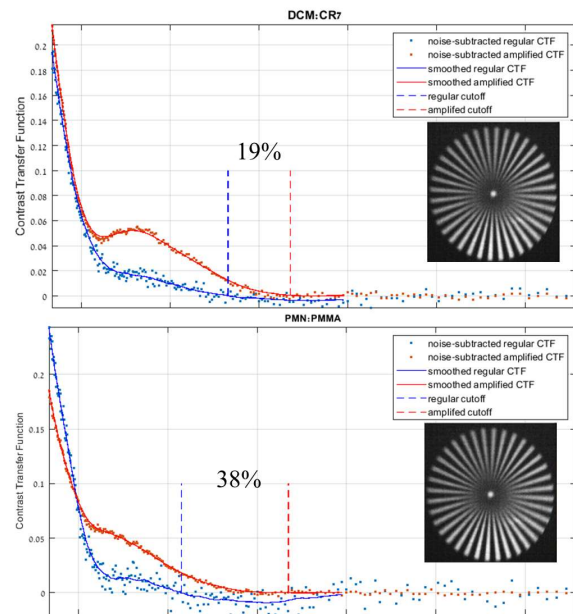 DCM:CR7
Contrast Transfer Function
0.2
0.18
0.16
0.14
0.12
0.1
0.08
0.06
0.04
0.02
0
noise-subtracted regular CTF
noise-subtracted amplified CTF
smoothed regular CTF
smoothed amplified CTF
regular cutoff
amplifed cutoff
19%
PMN:PMMA
Contrast Transfer Function
0.2
0.15
0.1
0.05
0
noise-subtracted regular CTF
noise-subtracted amplified CTF
smoothed regular CTF
smoothed amplified CTF
regular cutoff
amplifed cutoff
38%